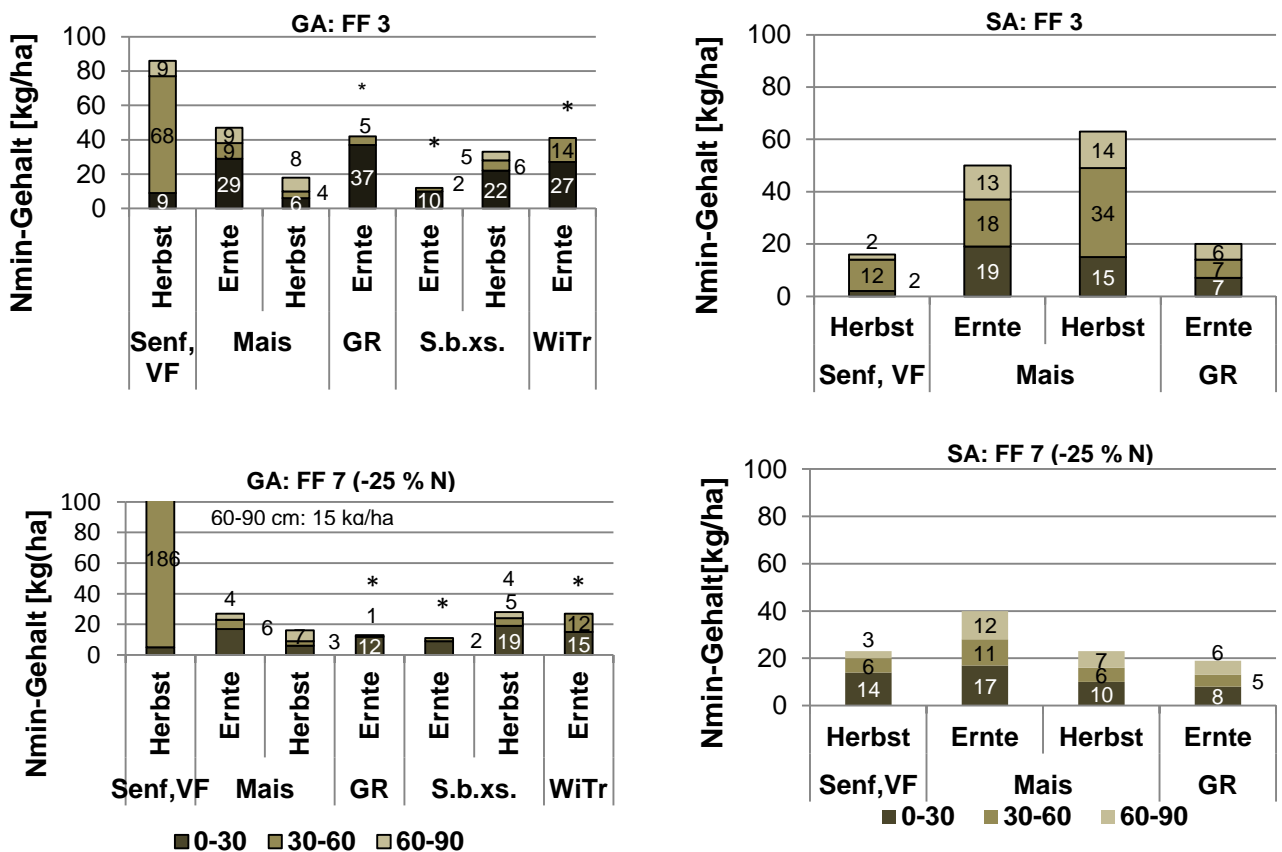 GA: FF 3
Nmin-Gehalt [kg/ha]
100
80
60
40
20
0
9
68
9
9
9
29
8
4
6
*
5
37
*
2
10
5
6
22
*
14
27
Herbst
Ernte
Herbst
Ernte
Ernte
Herbst
Ernte
Senf, VF
Mais
GR
S.b.xs.
WiTr
SA: FF 3
Nmin-Gehalt [kg/ha]
100
80
60
40
20
0
2
12
2
13
18
19
14
34
15
6
7
7
Herbst
Ernte
Herbst
Ernte
Senf, VF
Mais
GR
GA: FF 7 (-25 % N)
Nmin-Gehalt [kg(ha]
100
80
60
40
20
0
60-90 cm: 15 kg/ha
186
4
6
7
3
*
1
12
*
2
4
5
19
*
12
15
Herbst
Ernte
Herbst
Ernte
Ernte
Herbst
Ernte
Senf,VF
Mais
GR
S.b.xs.
WiTr
0-30
30-60
60-90
SA: FF 7 (-25 % N)
Nmin-Gehalt[kg/ha]
100
80
60
40
20
0
3
6
14
12
11
17
7
6
10
6
5
8
Herbst
Ernte
Herbst
Ernte
Senf,VF
Mais
GR
0-30
30-60
60-90